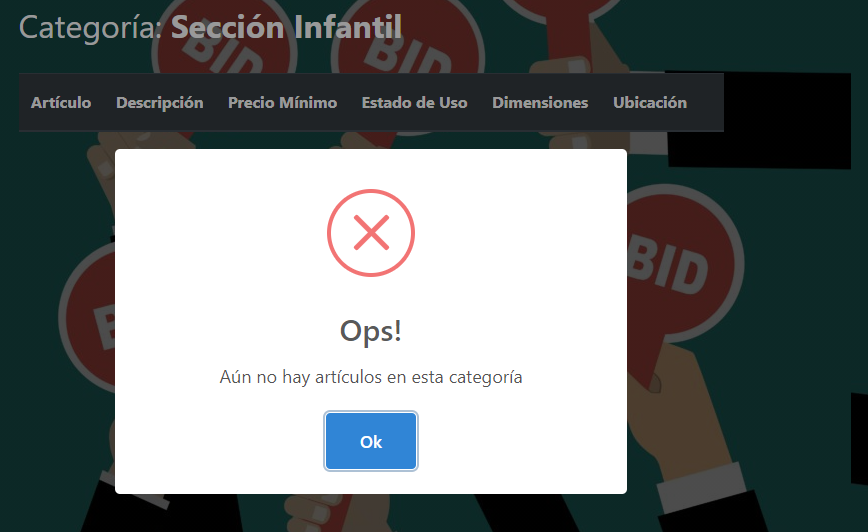 Categoría: Sección Infantil
BID BID
Artículo Descripción Precio Mínimo Estado de Uso Dimensiones Ubicación
BID
Ops!
Aún no hay artículos en esta categoría
Ok